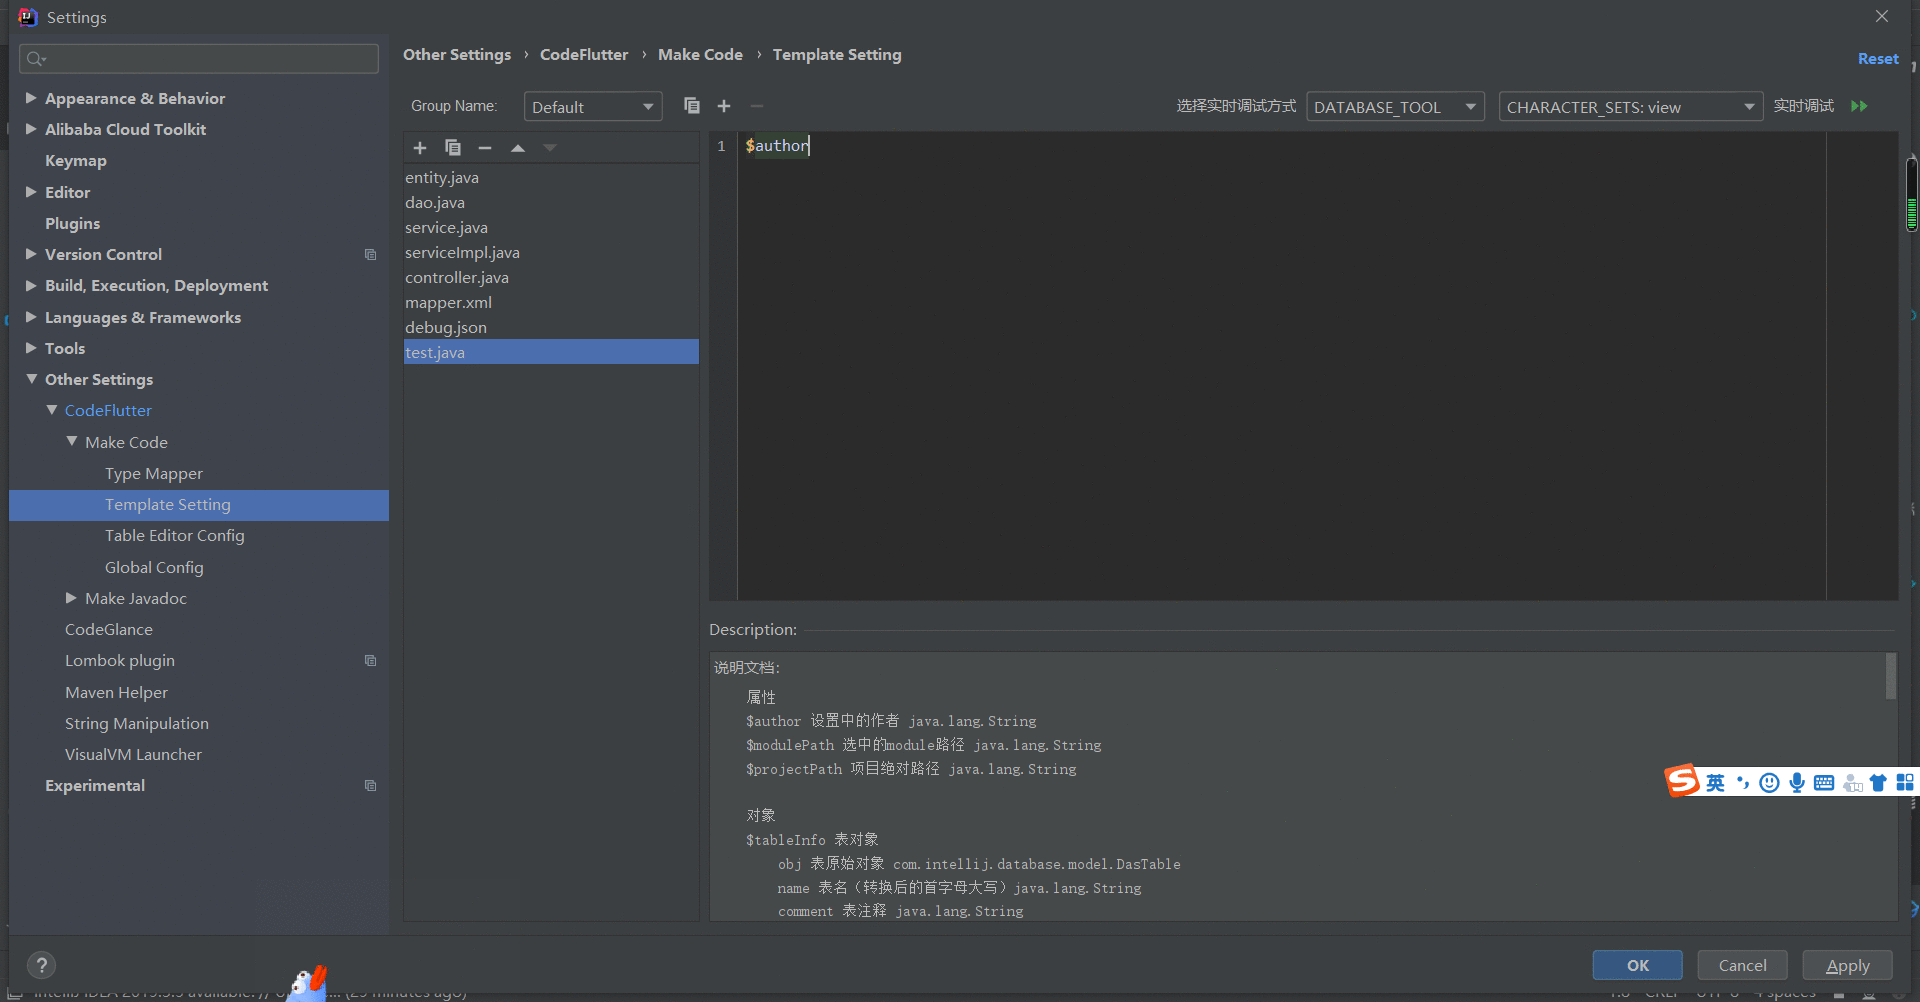 Settings
Other Settings › CodeFlutter › Make Code › Template Setting
Reset
Appearance & Behavior
Alibaba Cloud Toolkit
Keymap
Editor
Plugins
Version Control
Build, Execution, Deployment
Languages & Frameworks
Tools
Other Settings
CodeFlutter
Make Code
Type Mapper
Template Setting
Table Editor Config
Global Config
Make Javadoc
CodeGlance
Lombok plugin
Maven Helper
String Manipulation
VisualVM Launcher
Experimental
Group Name: Default
选择实时调试方式 DATABASE_TOOL CHARACTER_SETS: view 实时调试
entity.java
dao.java
service.java
serviceImpl.java
controller.java
mapper.xml
debug.json
test.java
1 $author
Description:
说明文档:
属性
$author 设置中的作者 java.lang.String
$modulePath 选中的module路径 java.lang.String
$projectPath 项目绝对路径 java.lang.String
对象
$tableInfo 表对象
obj 表原始对象 com.intellij.database.model.DasTable
name 表名（转换后的首字母大写）java.lang.String
comment 表注释 java.lang.String
S 英
? OK Cancel Apply